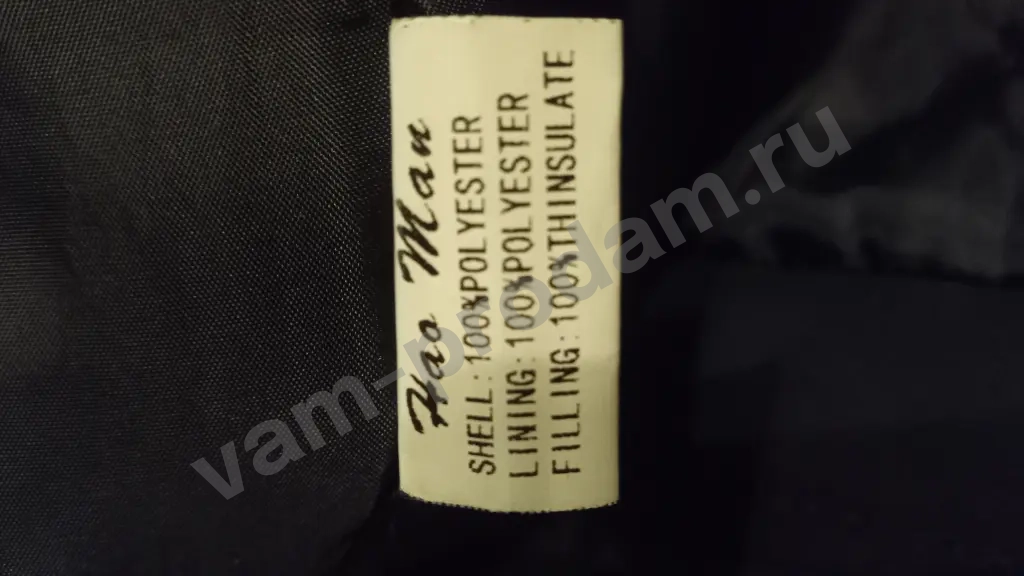 Hao Man
SHELL: 100%POLYESTER
LINING: 100%POLYESTER
FILLING: 100%THINSULATE
vam-prodam.ru